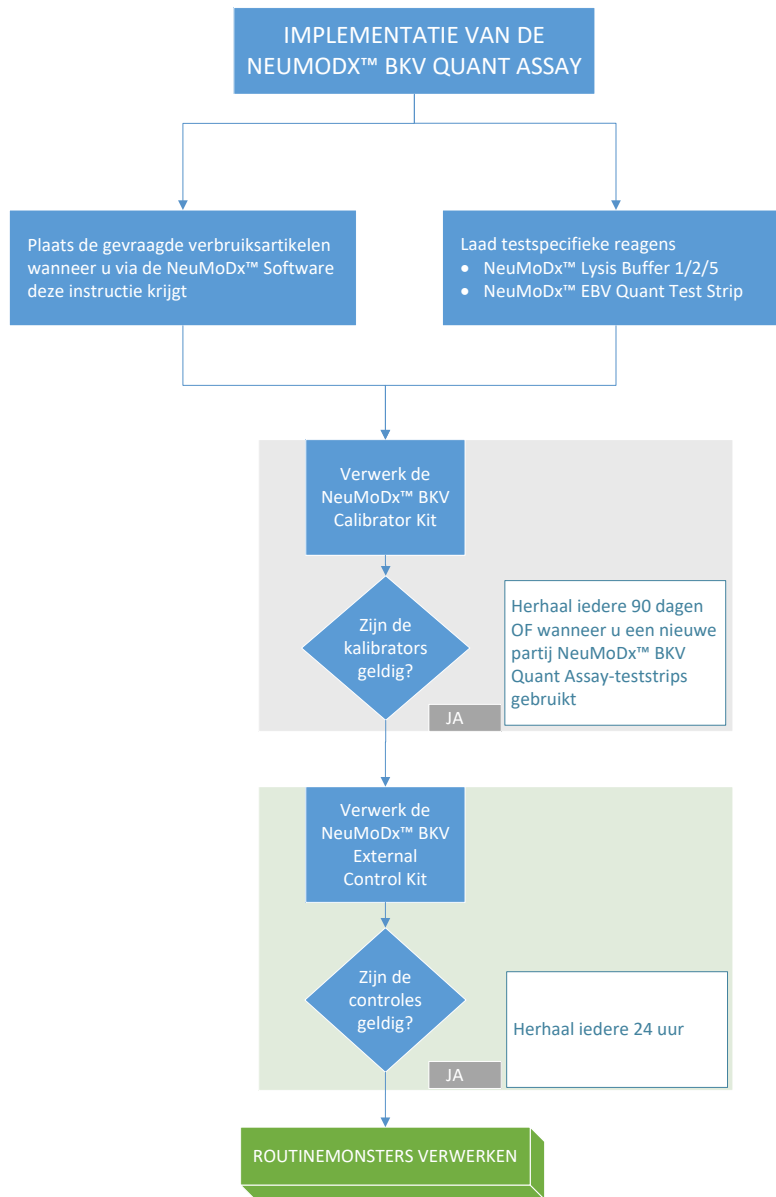 IMPLEMENTATIE VAN DE
NEUMODX™ BKV QUANT ASSAY
Plaats de gevraagde verbruiksartikelen
wanneer u via de NeuMoDx™ Software
deze instructie krijgt
Laad testspecifieke reagens
• NeuMoDx™ Lysis Buffer 1/2/5
• NeuMoDx™ EBV Quant Test Strip
Verwerk de
NeuMoDx™ BKV
Calibrator Kit
Zijn de
kalibrators
geldig?
Herhaal iedere 90 dagen
OF wanneer u een nieuwe
partij NeuMoDx™ BKV
Quant Assay-teststrips
gebruikt
JA
Verwerk de
NeuMoDx™ BKV
External
Control Kit
Zijn de
controles
geldig?
Herhaal iedere 24 uur
JA
ROUTINEMONSTERS VERWERKEN